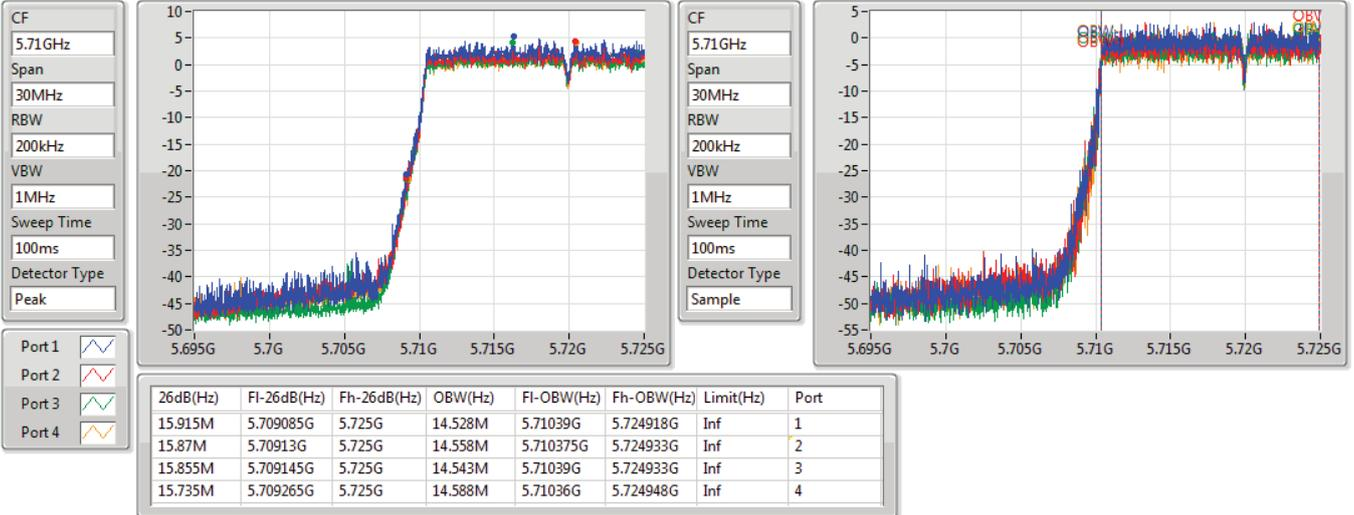 CF
5.71GHz
Span
30MHz
RBW
200kHz
VBW
1MHz
Sweep Time
100ms
Detector Type
Peak
10
5
0
-5
-10
-15
-20
-25
-30
-35
-40
-45
-50
5.695G 5.7G 5.705G 5.71G 5.715G 5.72G 5.725G
CF
5.71GHz
Span
30MHz
RBW
200kHz
VBW
1MHz
Sweep Time
100ms
Detector Type
Sample
5
0
-5
-10
-15
-20
-25
-30
-35
-40
-45
-50
-55
5.695G 5.7G 5.705G 5.71G 5.715G 5.72G 5.725G
Port 1
Port 2
Port 3
Port 4
26dB(Hz) Fl-26dB(Hz) Fh-26dB(Hz) OBW(Hz) Fl-OBW(Hz) Fh-OBW(Hz) Limit(Hz) Port
15.915M 5.709085G 5.725G 14.528M 5.71039G 5.724918G Inf 1
15.87M 5.70913G 5.725G 14.558M 5.710375G 5.724933G Inf 2
15.855M 5.709145G 5.725G 14.543M 5.71039G 5.724933G Inf 3
15.735M 5.709265G 5.725G 14.588M 5.71036G 5.724948G Inf 4